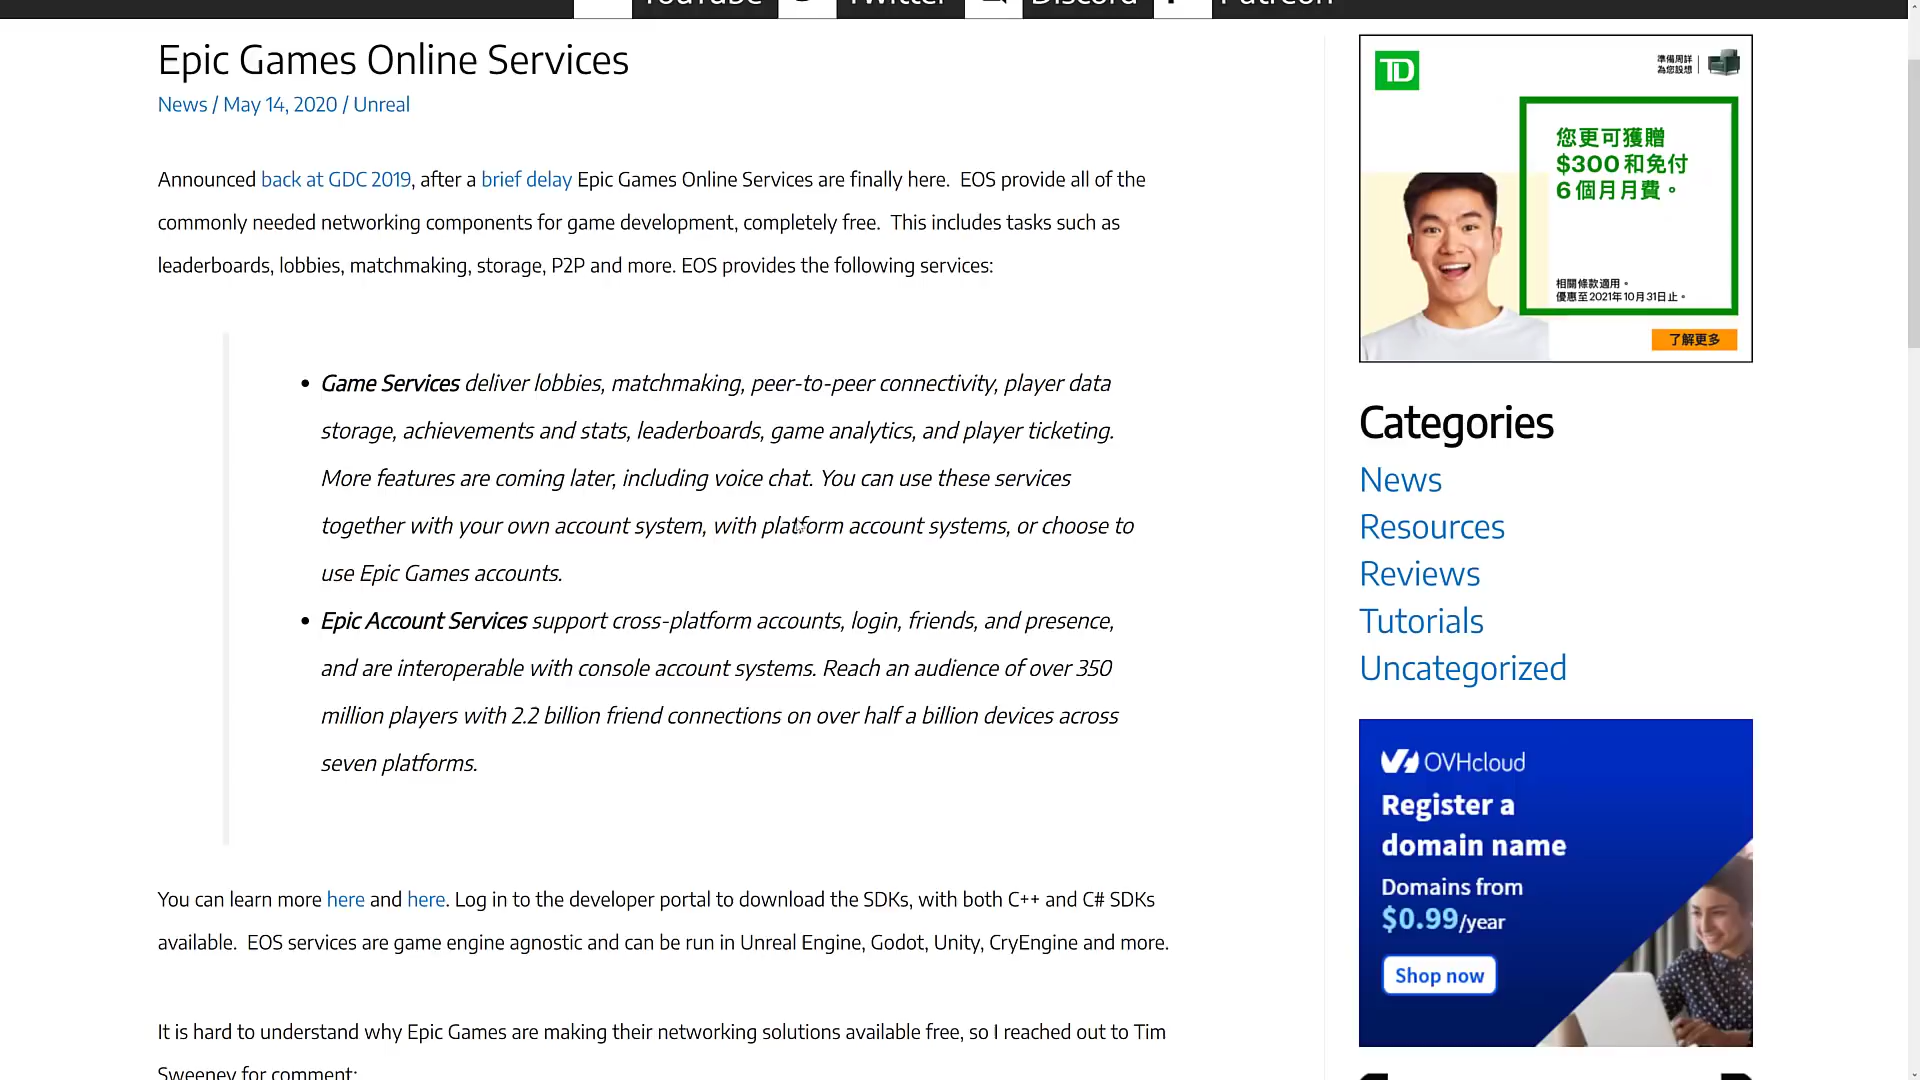 YouTube Twitter Discord Patreon
Epic Games Online Services
News / May 14, 2020 / Unreal
Announced back at GDC 2019, after a brief delay Epic Games Online Services are finally here.  EOS provide all of the
commonly needed networking components for game development, completely free.  This includes tasks such as
leaderboards, lobbies, matchmaking, storage, P2P and more. EOS provides the following services:
• Game Services deliver lobbies, matchmaking, peer-to-peer connectivity, player data
storage, achievements and stats, leaderboards, game analytics, and player ticketing.
More features are coming later, including voice chat. You can use these services
together with your own account system, with platform account systems, or choose to
use Epic Games accounts.
• Epic Account Services support cross-platform accounts, login, friends, and presence,
and are interoperable with console account systems. Reach an audience of over 350
million players with 2.2 billion friend connections on over half a billion devices across
seven platforms.
You can learn more here and here. Log in to the developer portal to download the SDKs, with both C++ and C# SDKs
available.  EOS services are game engine agnostic and can be run in Unreal Engine, Godot, Unity, CryEngine and more.
It is hard to understand why Epic Games are making their networking solutions available free, so I reached out to Tim
Sweeney for comment:
TD
準備周詳
為您設想
您更可獲贈
$300和免付
6個月月費。
相關條款適用。
優惠至2021年10月31日止。
了解更多
Categories
News
Resources
Reviews
Tutorials
Uncategorized
OVHcloud
Register a
domain name
Domains from
$0.99/year
Shop now